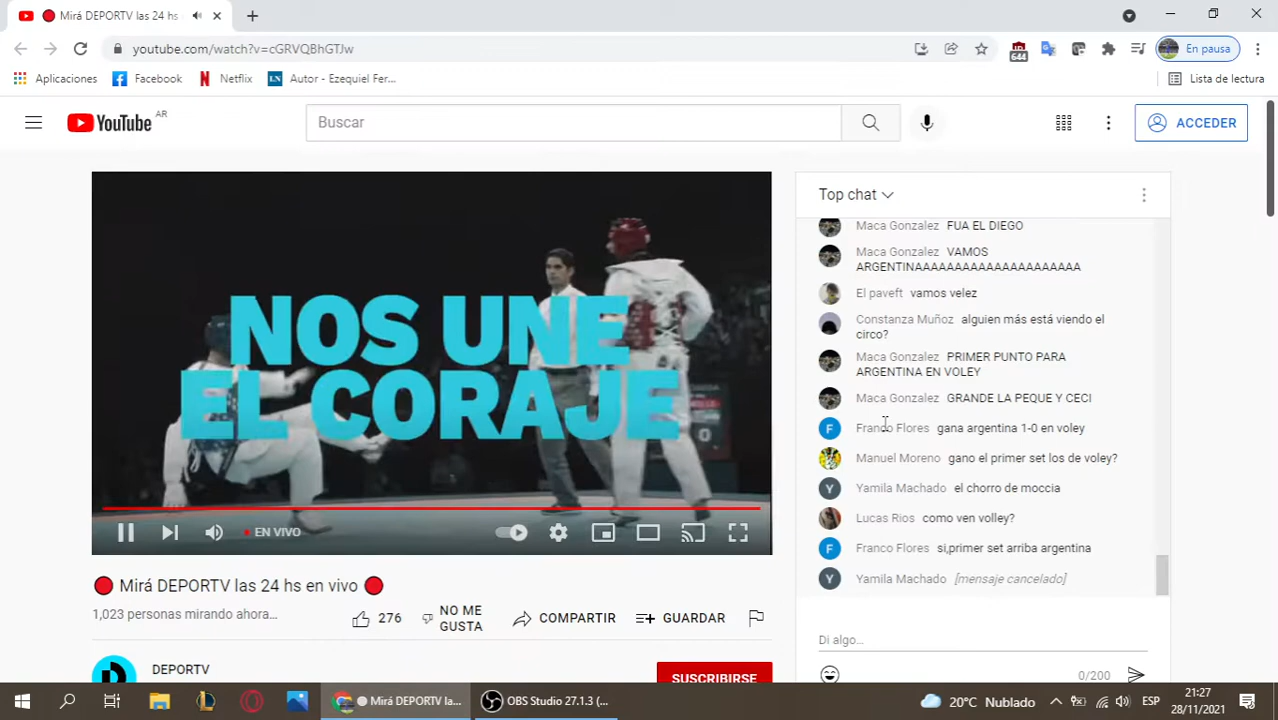 Mirá DEPORTV las 24 hs
youtube.com/watch?v=cGRVQBhGTJw
644
En pausa
Aplicaciones
Facebook
Netflix
LN
Autor - Ezequiel Fer...
Lista de lectura
YouTube AR
Buscar
ACCEDER
NOS UNE
EL CORAJE
0
EN VIVO
Top chat
Maca Gonzalez FUA EL DIEGO
Maca Gonzalez VAMOS
ARGENTINAAAAAAAAAAAAAAAAAAAAA
El paveft vamos velez
Constanza Muñoz alguien más está viendo el
circo?
Maca Gonzalez PRIMER PUNTO PARA
ARGENTINA EN VOLEY
Maca Gonzalez GRANDE LA PEQUE Y CECI
F Franco Flores gana argentina 1-0 en voley
Manuel Moreno gano el primer set los de voley?
Y Yamila Machado el chorro de moccia
Lucas Rios como ven volley?
F Franco Flores si,primer set arriba argentina
Y Yamila Machado [mensaje cancelado]
Di algo...
0/200
Mirá DEPORTV las 24 hs en vivo
1,023 personas mirando ahora...
276
NO ME
GUSTA
COMPARTIR
GUARDAR
DEPORTV
SUSCRIBIRSE
Mirá DEPORTV la...
OBS Studio 27.1.3 (...
20°C Nublado
ESP
21:27
28/11/2021